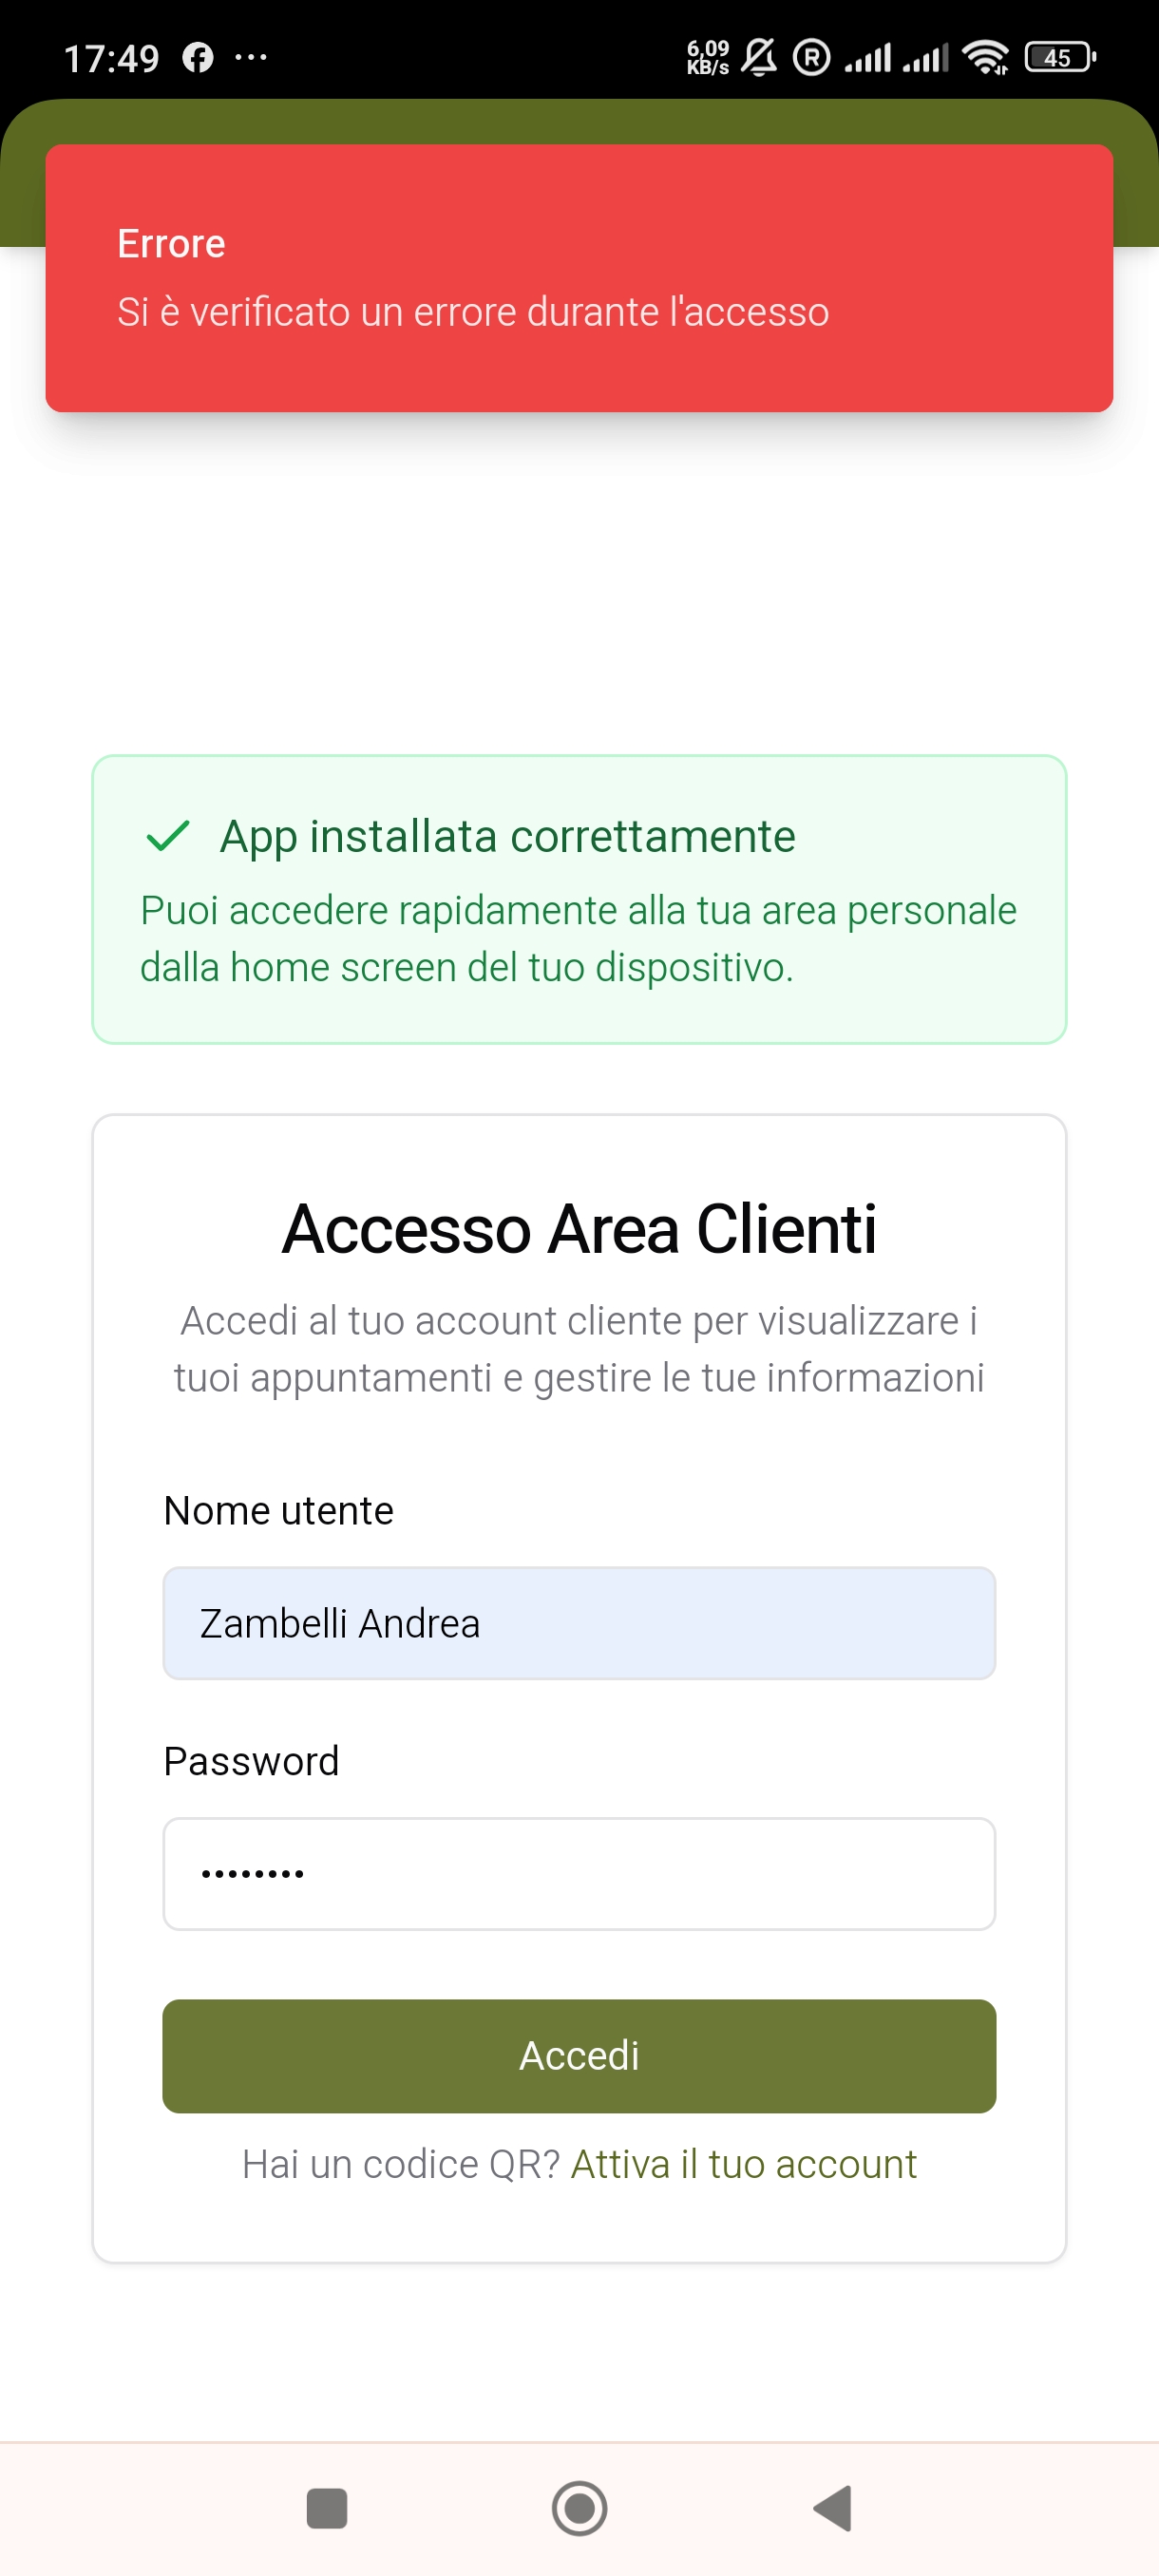 17:49 ...
6,09
KB/s
R
45
Errore
Si è verificato un errore durante l'accesso
App installata correttamente
Puoi accedere rapidamente alla tua area personale
dalla home screen del tuo dispositivo.
Accesso Area Clienti
Accedi al tuo account cliente per visualizzare i
tuoi appuntamenti e gestire le tue informazioni
Nome utente
Zambelli Andrea
Password
••••••••
Accedi
Hai un codice QR? Attiva il tuo account